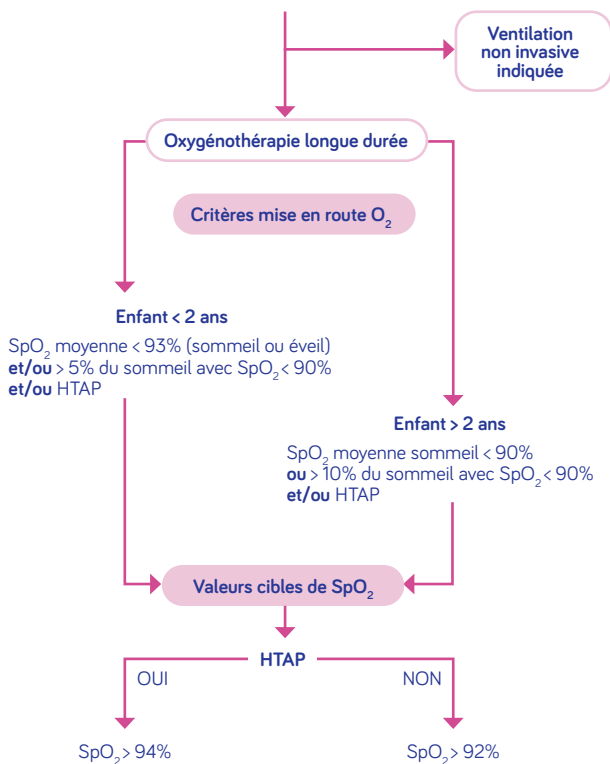 Ventilation
non invasive
indiquée
Oxygénothérapie longue durée
Critères mise en route O₂
Enfant < 2 ans
SpO₂ moyenne < 93% (sommeil ou éveil)
et/ou > 5% du sommeil avec SpO₂ < 90%
et/ou HTAP
Enfant > 2 ans
SpO₂ moyenne sommeil < 90%
ou > 10% du sommeil avec SpO₂ < 90%
et/ou HTAP
Valeurs cibles de SpO₂
HTAP
OUI
NON
SpO₂ > 94%
SpO₂ > 92%